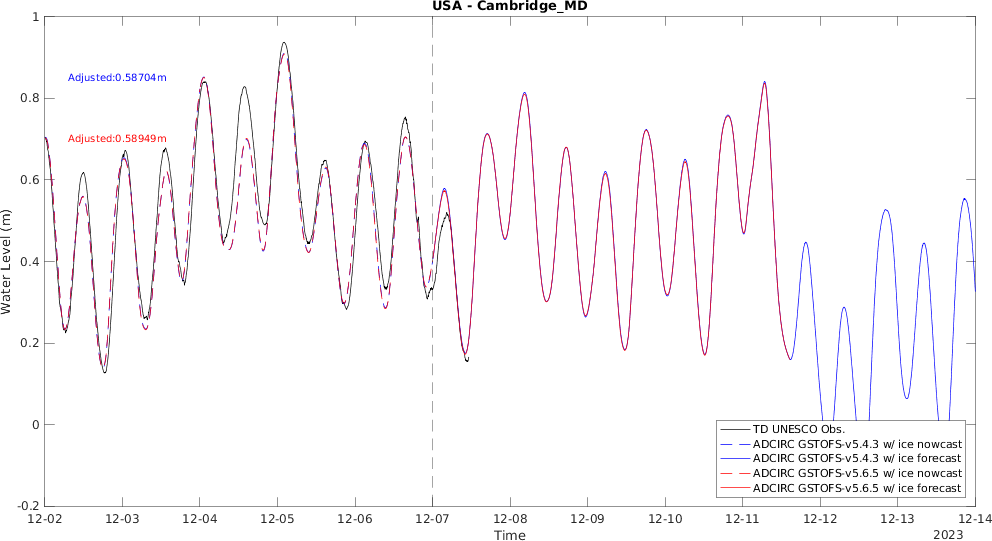 USA - Cambridge_MD
Water Level (m)
1
0.8
0.6
0.4
0.2
0
-0.2
Adjusted:0.58704m
Adjusted:0.58949m
TD UNESCO Obs.
ADCIRC GSTOFS-v5.4.3 w/ ice nowcast
ADCIRC GSTOFS-v5.4.3 w/ ice forecast
ADCIRC GSTOFS-v5.6.5 w/ ice nowcast
ADCIRC GSTOFS-v5.6.5 w/ ice forecast
12-02 12-03 12-04 12-05 12-06 12-07 12-08 12-09 12-10 12-11 12-12 12-13 12-14
Time
2023